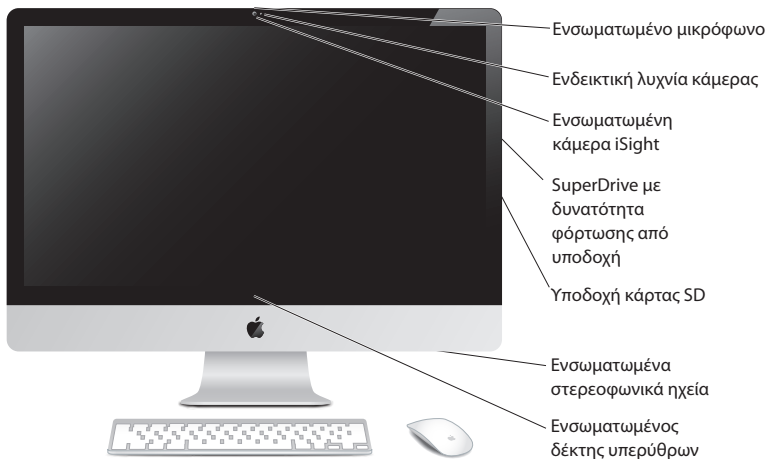 Ενσωματωμένο μικρόφωνο
Ενδεικτική λυχνία κάμερας
Ενσωματωμένη
κάμερα iSight
SuperDrive με
δυνατότητα
φόρτωσης από
υποδοχή
Υποδοχή κάρτας SD
Ενσωματωμένα
στερεοφωνικά ηχεία
Ενσωματωμένος
δέκτης υπερύθρων